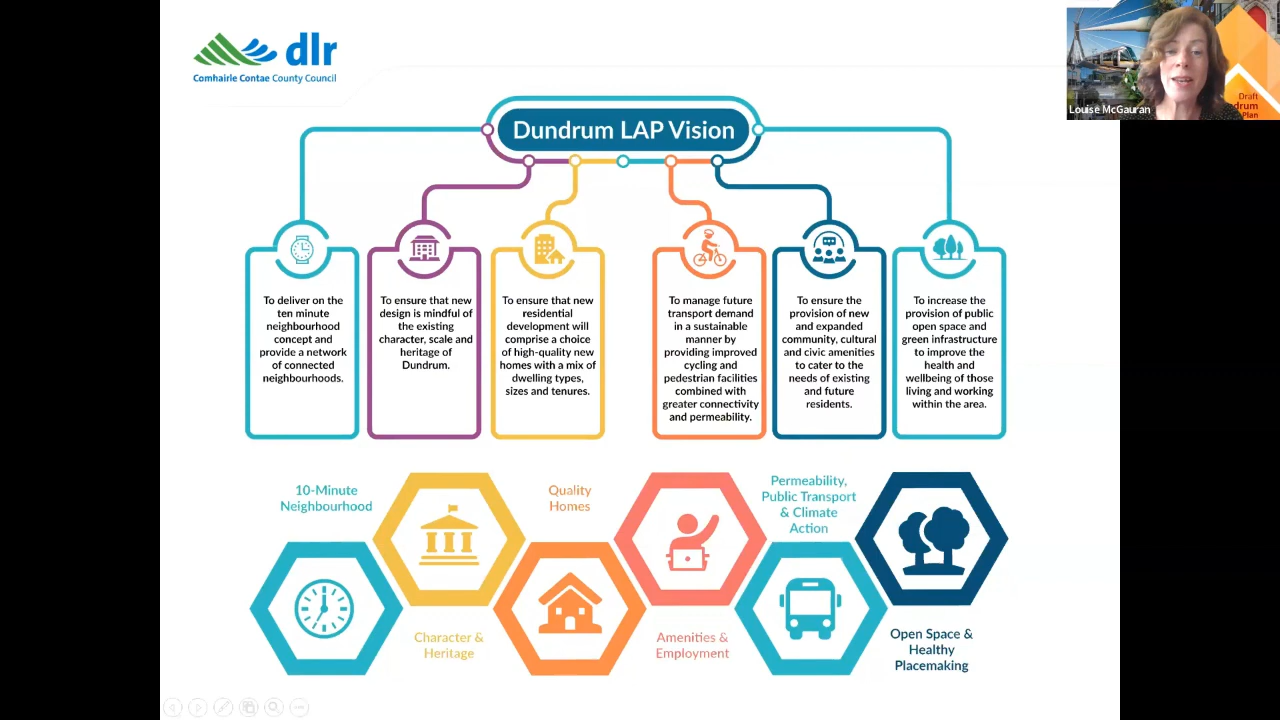 dlr
Comhairle Contae County Council
Louise McGauran
Draft
drum
Plan
Dundrum LAP Vision
To deliver on the
ten minute
neighbourhood
concept and
provide a network
of connected
neighbourhoods.
To ensure that new
design is mindful of
the existing
character, scale and
heritage of
Dundrum.
To ensure that new
residential
development will
comprise a choice
of high-quality new
homes with a mix of
dwelling types,
sizes and tenures.
To manage future
transport demand
in a sustainable
manner by
providing improved
cycling and
pedestrian facilities
combined with
greater connectivity
and permeability.
To ensure the
provision of new
and expanded
community, cultural
and civic amenities
to cater to the
needs of existing
and future
residents.
To increase the
provision of public
open space and
green infrastructure
to improve the
health and
wellbeing of those
living and working
within the area.
10-Minute
Neighbourhood
Character &
Heritage
Quality
Homes
Amenities &
Employment
Permeability,
Public Transport
& Climate
Action
Open Space &
Healthy
Placemaking